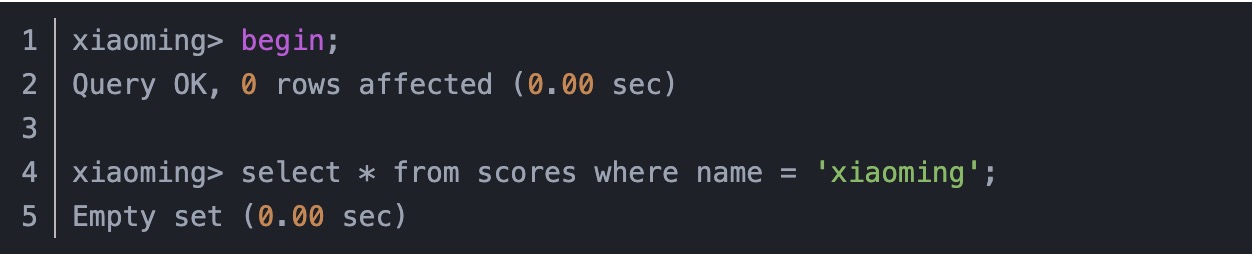 1 xiaoming> begin;
2 Query OK, 0 rows affected (0.00 sec)
3
4 xiaoming> select * from scores where name = 'xiaoming';
5 Empty set (0.00 sec)